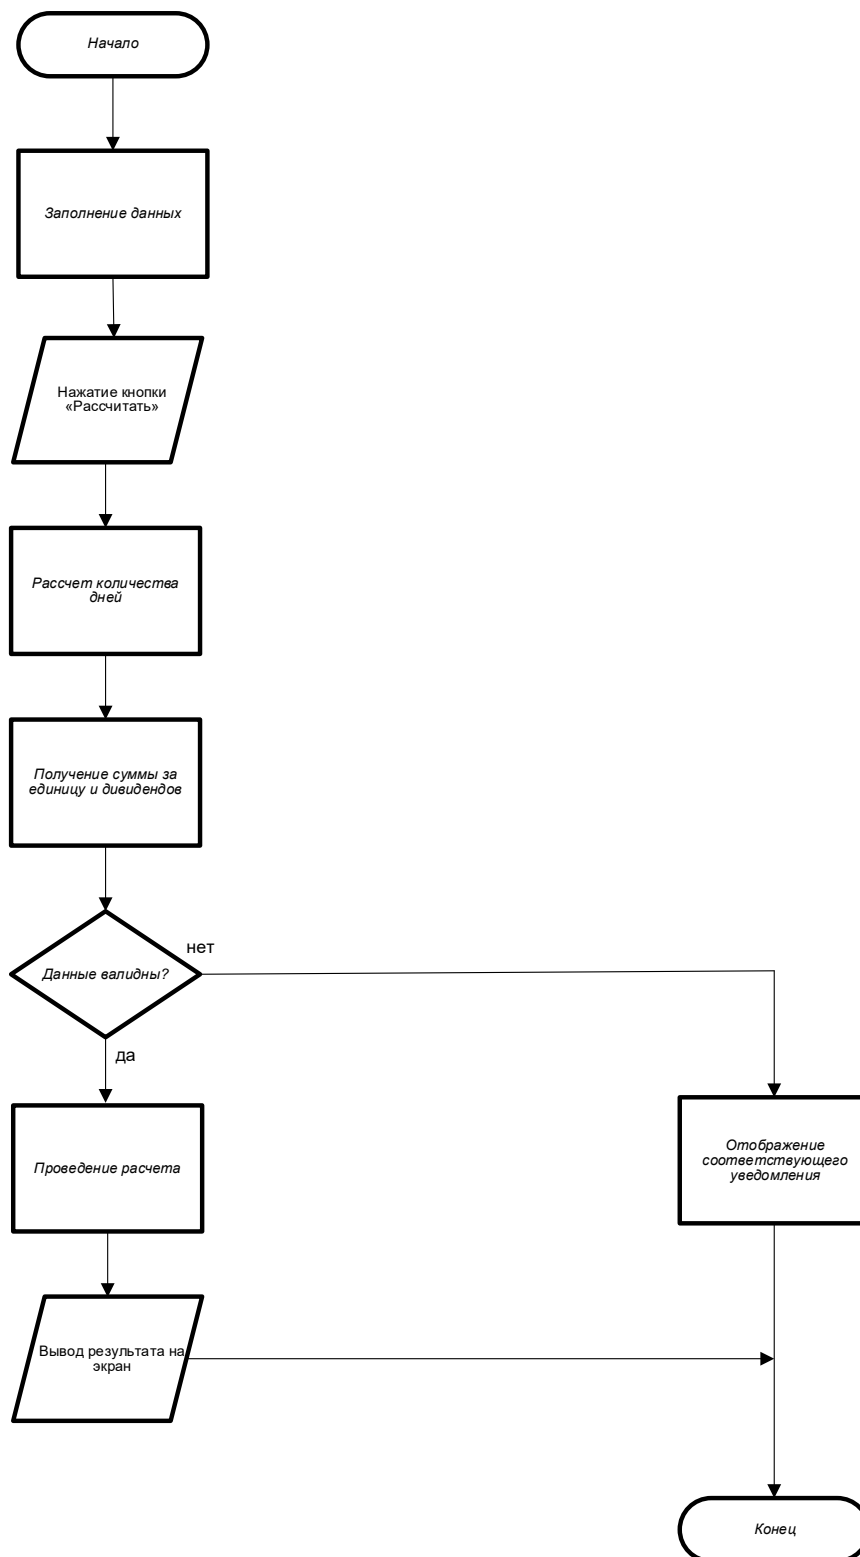 Начало
Заполнение данных
Нажатие кнопки
«Рассчитать»
Рассчет количества
дней
Получение суммы за
единицу и дивидендов
Данные валидны?
нет
да
Проведение расчета
Отображение
соответствующего
уведомления
Вывод результата на
экран
Конец